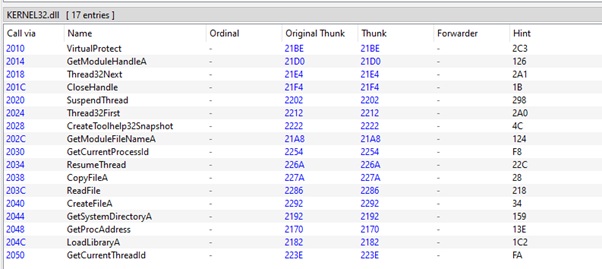 KERNEL32.dll [ 17 entries ]
Call via Name Ordinal Original Thunk Thunk Forwarder Hint
2010 VirtualProtect - 21BE 21BE - 2C3
2014 GetModuleHandleA - 21D0 21D0 - 126
2018 Thread32Next - 21E4 21E4 - 2A1
201C CloseHandle - 21F4 21F4 - 1B
2020 SuspendThread - 2202 2202 - 298
2024 Thread32First - 2212 2212 - 2A0
2028 CreateToolhelp32Snapshot - 2222 2222 - 4C
202C GetModuleFileNameA - 21A8 21A8 - 124
2030 GetCurrentProcessId - 2254 2254 - F8
2034 ResumeThread - 226A 226A - 22C
2038 CopyFileA - 227A 227A - 28
203C ReadFile - 2286 2286 - 218
2040 CreateFileA - 2292 2292 - 34
2044 GetSystemDirectoryA - 2192 2192 - 159
2048 GetProcAddress - 2170 2170 - 13E
204C LoadLibraryA - 2182 2182 - 1C2
2050 GetCurrentThreadId - 223E 223E - FA